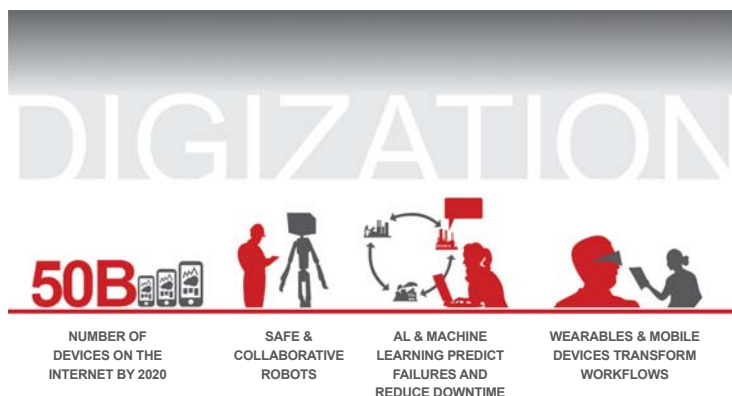 DIGIZATION
50B
NUMBER OF
DEVICES ON THE
INTERNET BY 2020
SAFE &
COLLABORATIVE
ROBOTS
AL & MACHINE
LEARNING PREDICT
FAILURES AND
REDUCE DOWNTIME
WEARABLES & MOBILE
DEVICES TRANSFORM
WORKFLOWS